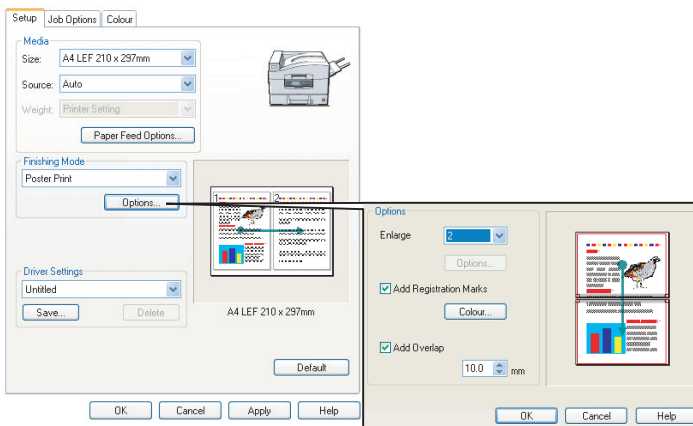 Setup Job Options Colour
Media
Size: A4 LEF 210 x 297mm
Source: Auto
Weight: Printer Setting
Paper Feed Options...
Finishing Mode
Poster Print
Options...
1 2
Driver Settings
Untitled
Save... Delete
A4 LEF 210 x 297mm
Default
OK Cancel Apply Help
Options
Enlarge 2
Options...
Add Registration Marks
Colour...
Add Overlap
10.0 mm
OK Cancel Help